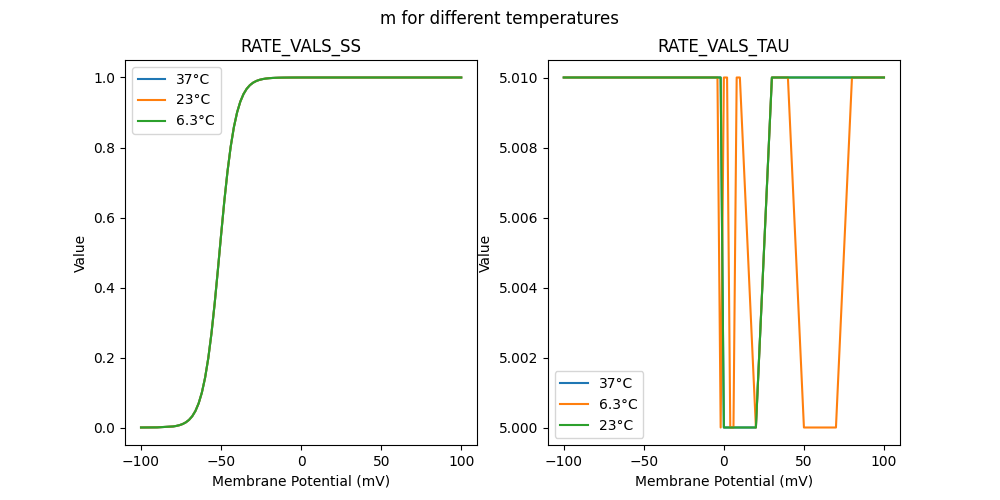 m for different temperatures
RATE_VALS_SS
1.0
0.8
0.6
0.4
0.2
0.0
Value
−100
−50
0
50
100
Membrane Potential (mV)
37°C
23°C
6.3°C
RATE_VALS_TAU
5.010
5.008
5.006
5.004
5.002
5.000
Value
−100
−50
0
50
100
Membrane Potential (mV)
37°C
6.3°C
23°C